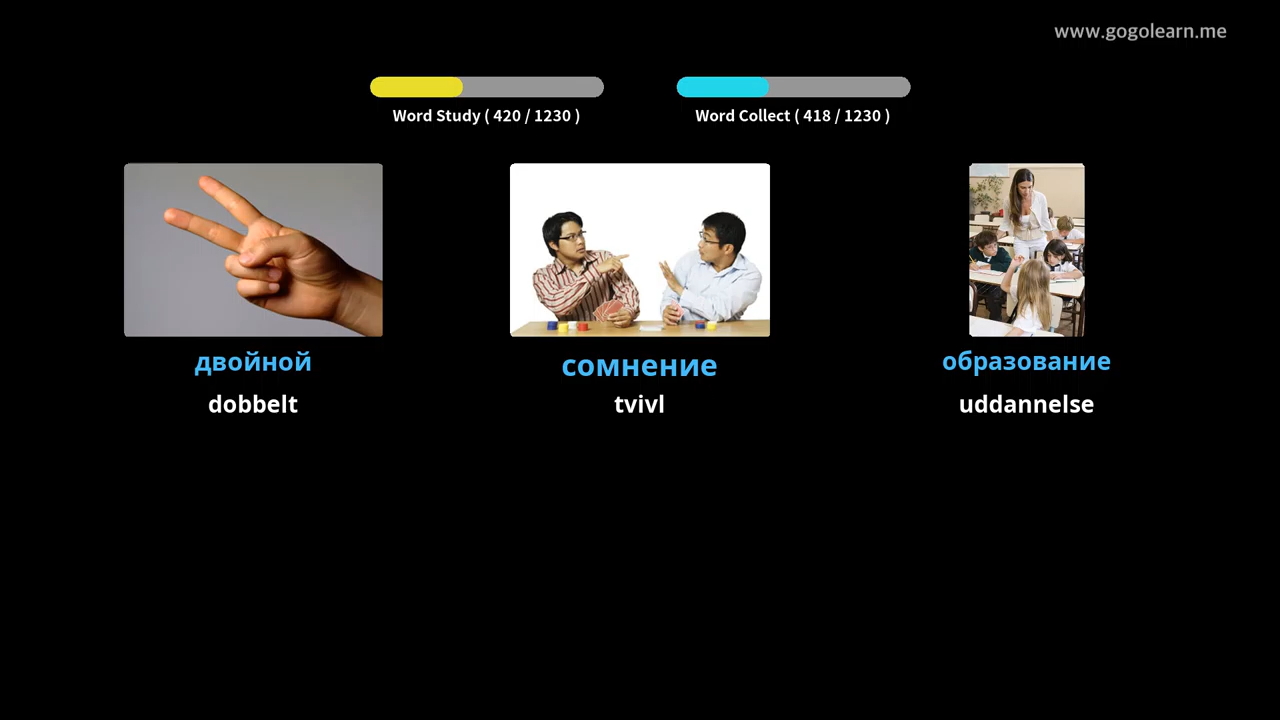 www.gogolearn.me
Word Study ( 420 / 1230 )
Word Collect ( 418 / 1230 )
двойной
сомнение
образование
dobbelt
tvivl
uddannelse